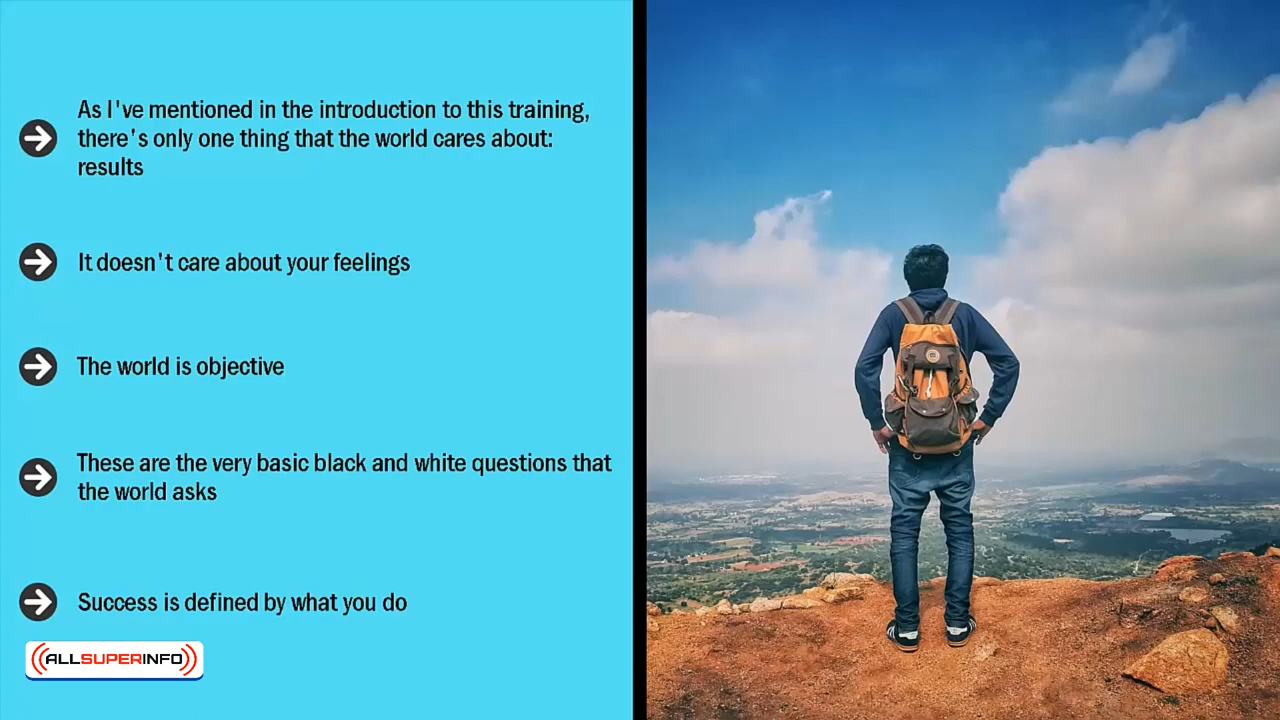 As I've mentioned in the introduction to this training,
there's only one thing that the world cares about:
results
It doesn't care about your feelings
The world is objective
These are the very basic black and white questions that
the world asks
Success is defined by what you do
ALLSUPERINFO